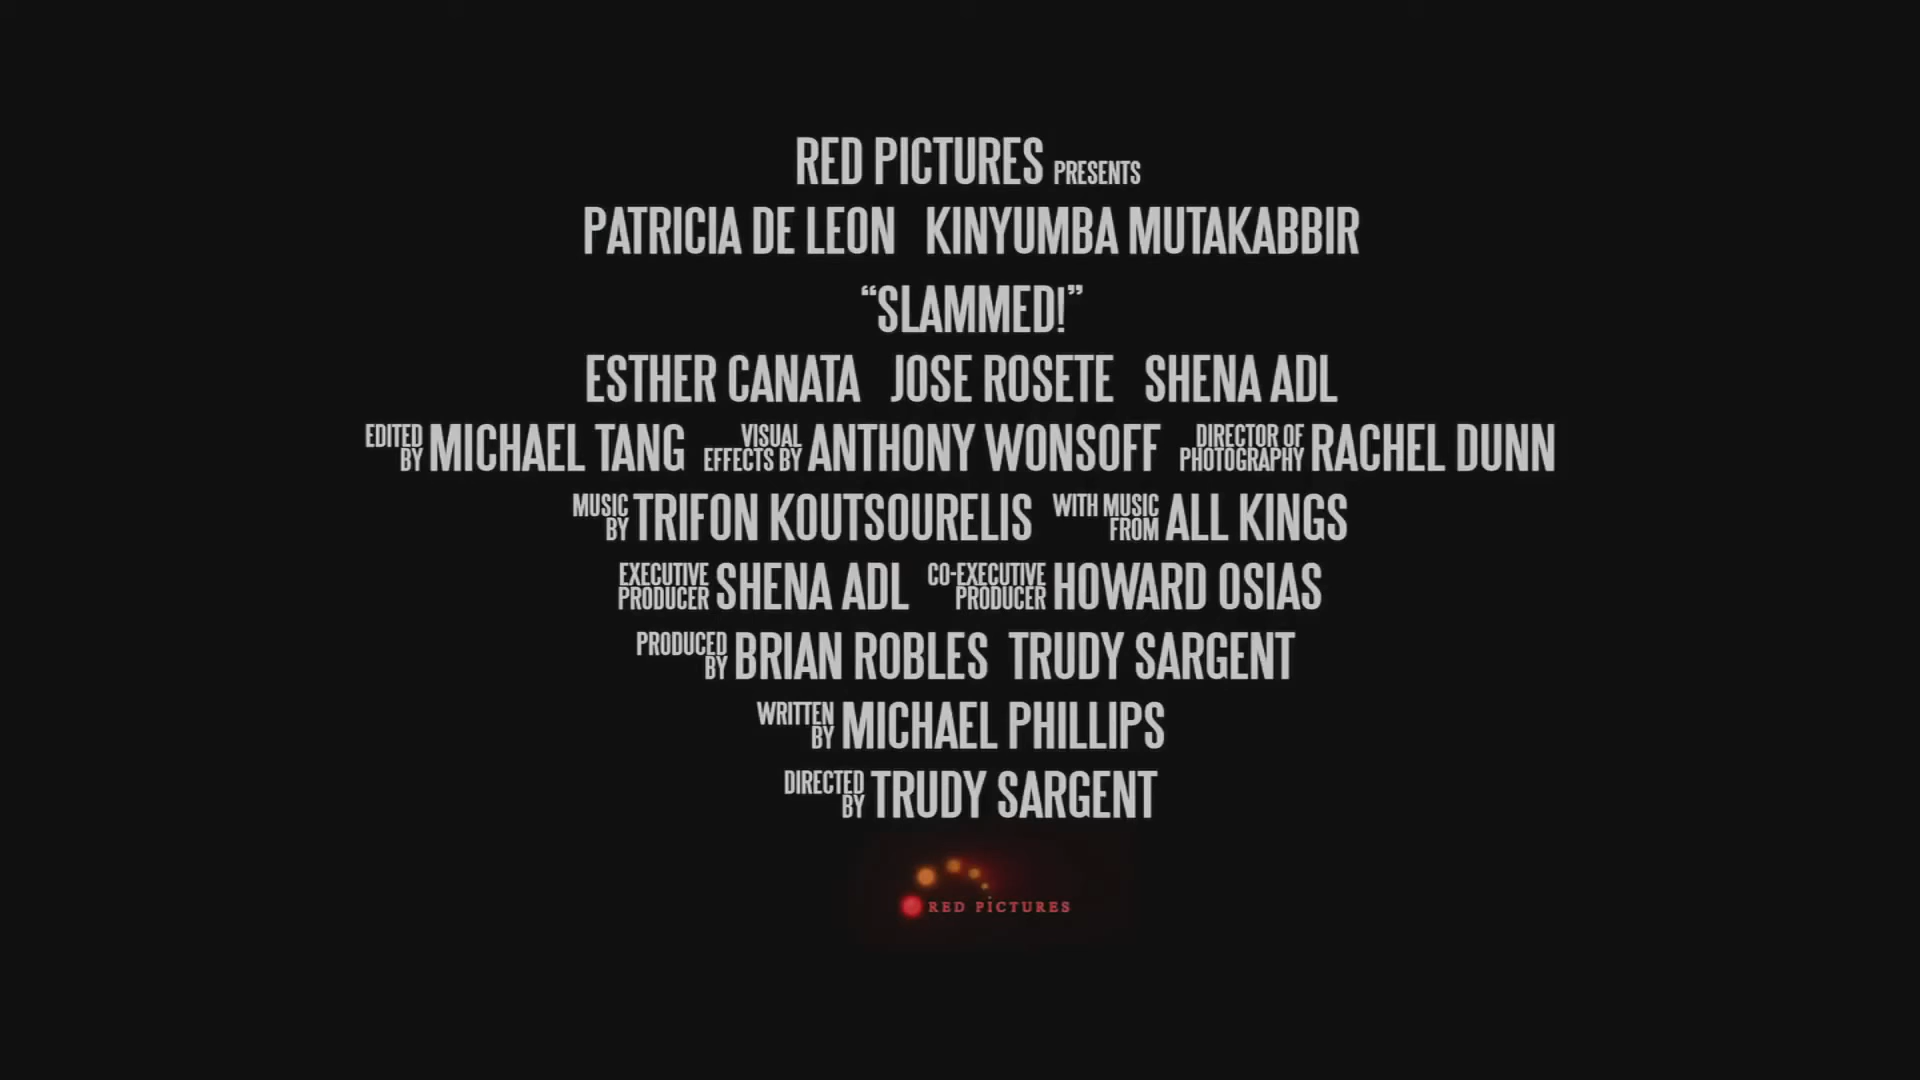 RED PICTURES PRESENTS
PATRICIA DE LEON KINYUMBA MUTAKABBIR
“SLAMMED!”
ESTHER CANATA JOSE ROSETE SHENA ADL
EDITED BY MICHAEL TANG VISUAL EFFECTS BY ANTHONY WONSOFF DIRECTOR OF PHOTOGRAPHY RACHEL DUNN
MUSIC BY TRIFON KOUTSOURELIS WITH MUSIC FROM ALL KINGS
EXECUTIVE PRODUCER SHENA ADL CO-EXECUTIVE PRODUCER HOWARD OSIAS
PRODUCED BY BRIAN ROBLES TRUDY SARGENT
WRITTEN BY MICHAEL PHILLIPS
DIRECTED BY TRUDY SARGENT
RED PiCTURES